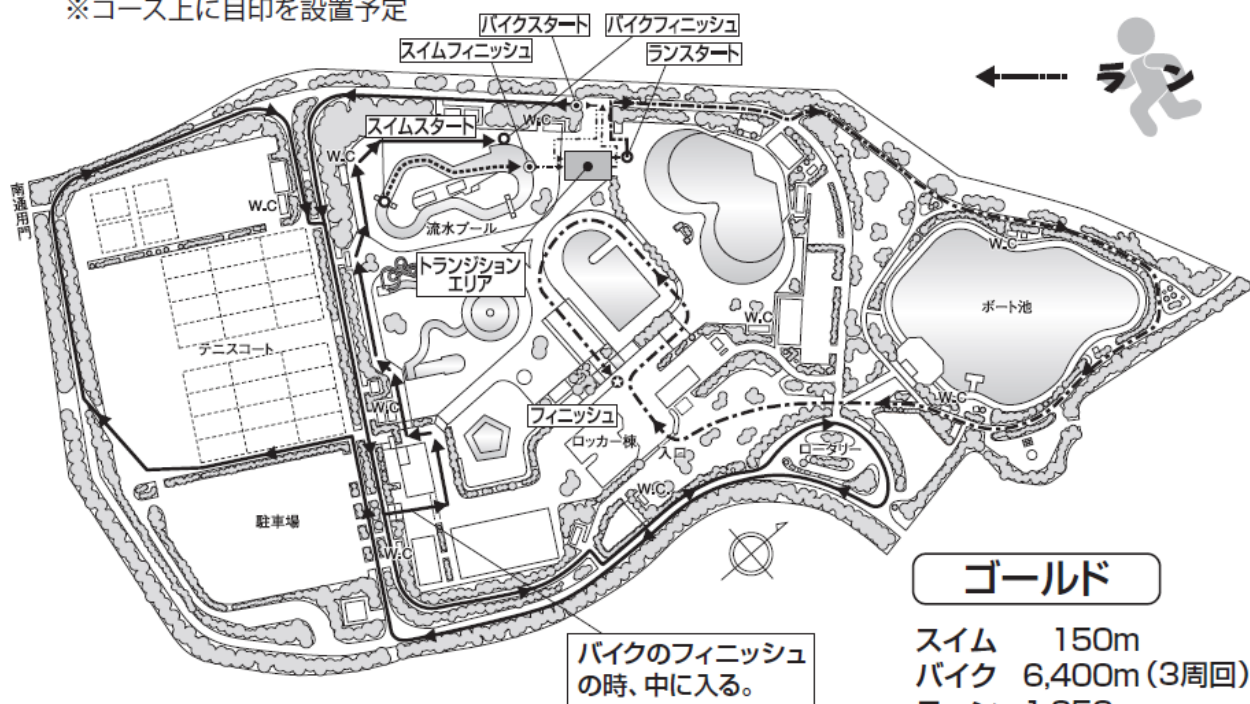 ※コース上に目印を設置予定
バイクスタート
バイクフィニッシュ
スイムフィニッシュ
ランスタート
ラン
スイムスタート
W.C
W.C
W.C
南通用門
流水プール
トランジション
エリア
W.C
ボート池
W.C
テニスコート
W.C
W.C
フィニッシュ
ロッカー棟
入口
ロータリー
W.C.
駐車場
W.C
ゴールド
バイクのフィニッシュ
の時、中に入る。
スイム 150m
バイク 6,400m(3周回)